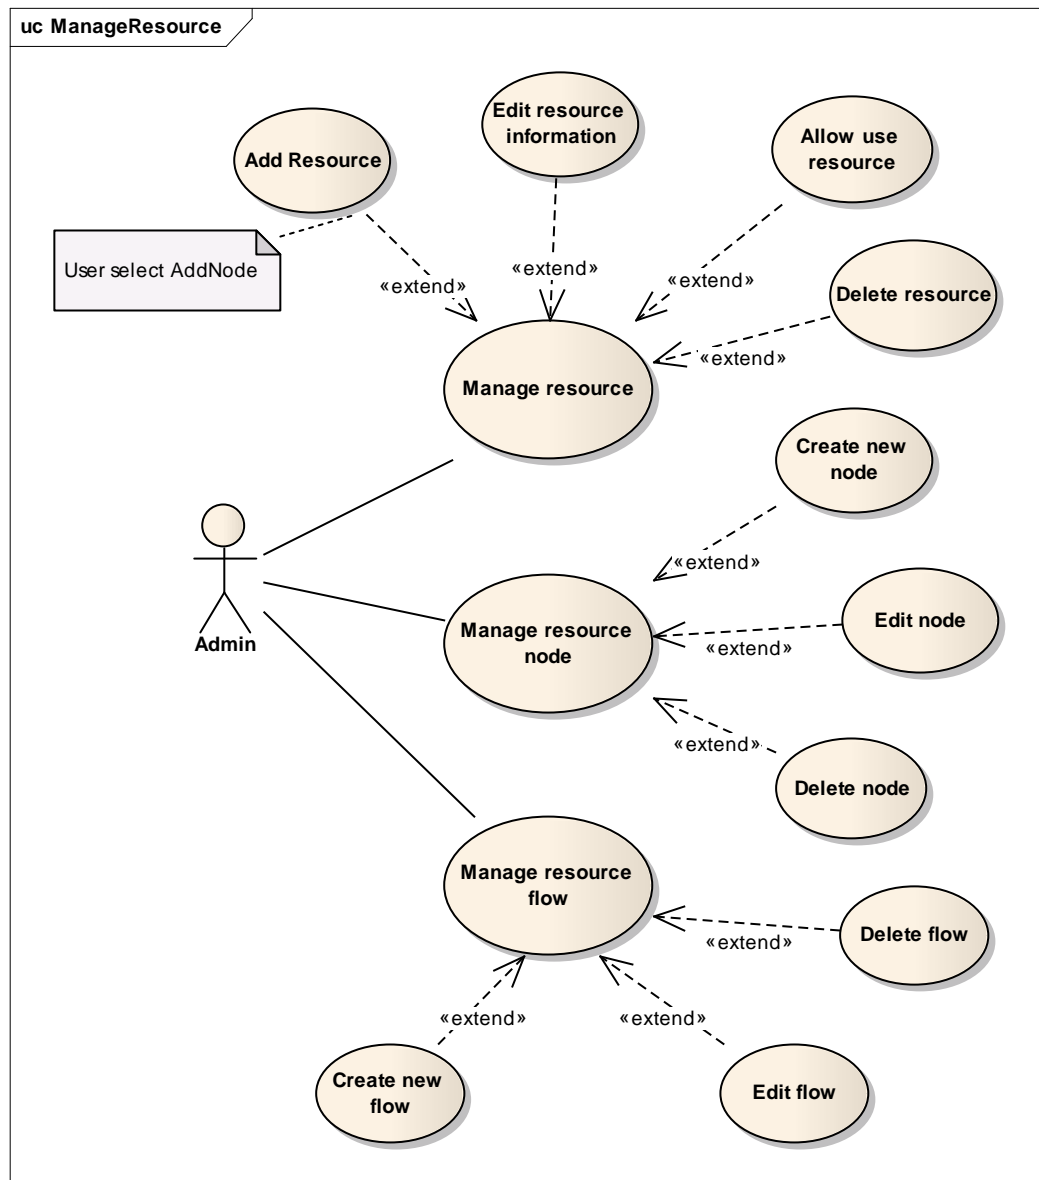 uc ManageResource
Edit resource
information
Allow use
resource
Add Resource
User select AddNode
«extend»
«extend»
«extend»
Delete resource
«extend»
Manage resource
Create new
node
«extend»
Manage resource
node
Edit node
«extend»
Admin
«extend»
Delete node
Manage resource
flow
Delete flow
«extend»
«extend»
«extend»
Create new
flow
Edit flow